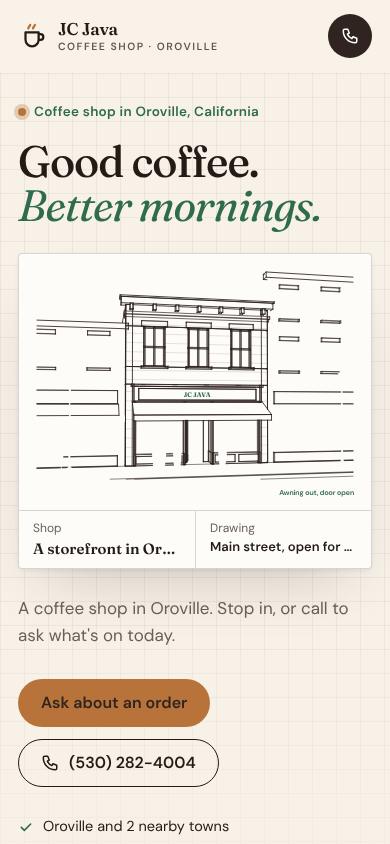 JC Java
COFFEE SHOP · OROVILLE
Coffee shop in Oroville, California
Good coffee.
Better mornings.
JC JAVA
Awning out, door open
Shop
A storefront in Or...
Drawing
Main street, open for ...
A coffee shop in Oroville. Stop in, or call to
ask what's on today.
Ask about an order
(530) 282-4004
Oroville and 2 nearby towns